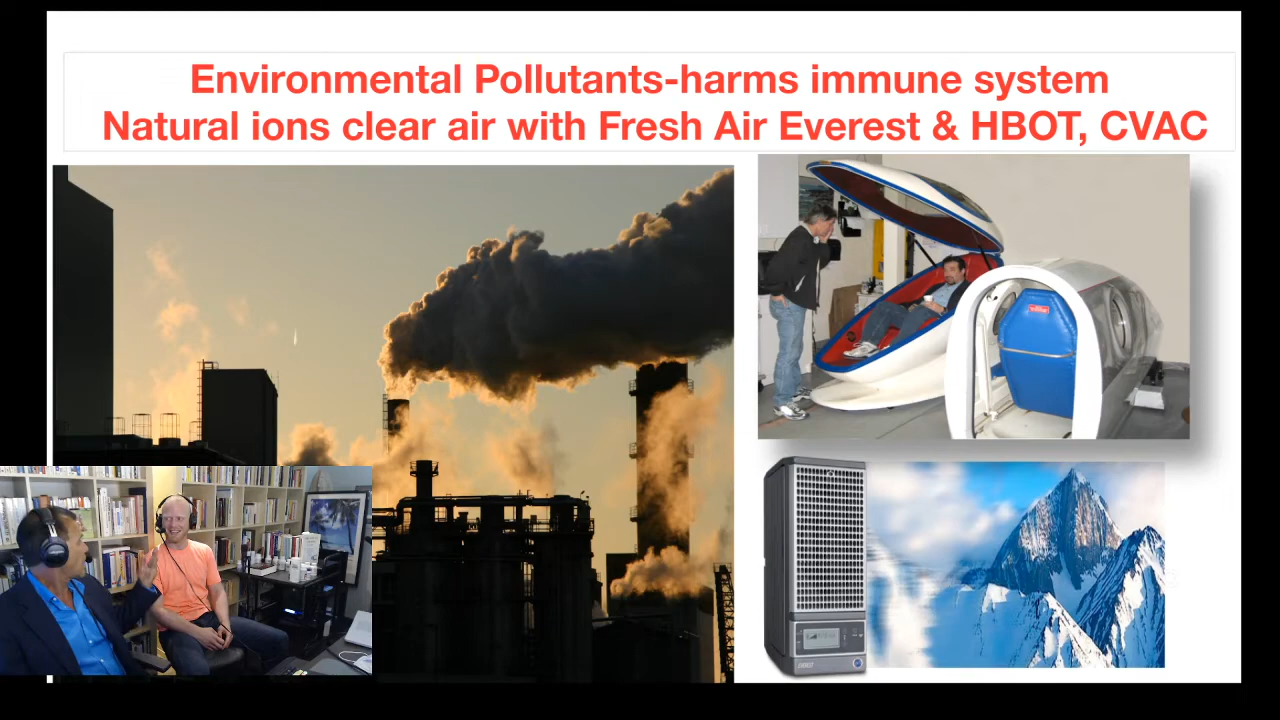 Environmental Pollutants-harms immune system
Natural ions clear air with Fresh Air Everest & HBOT, CVAC